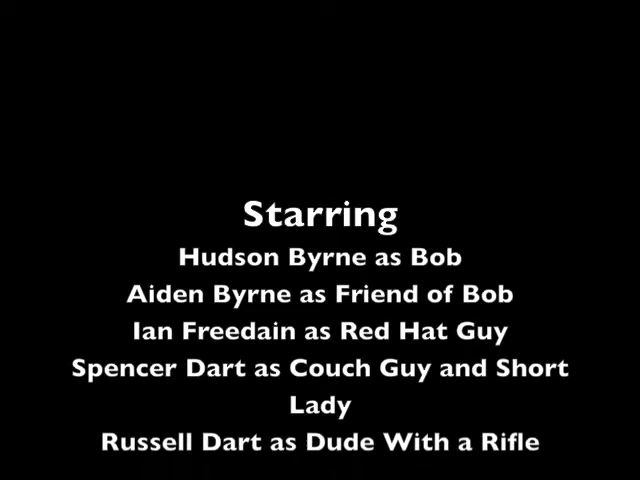 Starring
Hudson Byrne as Bob
Aiden Byrne as Friend of Bob
Ian Freedain as Red Hat Guy
Spencer Dart as Couch Guy and Short
Lady
Russell Dart as Dude With a Rifle